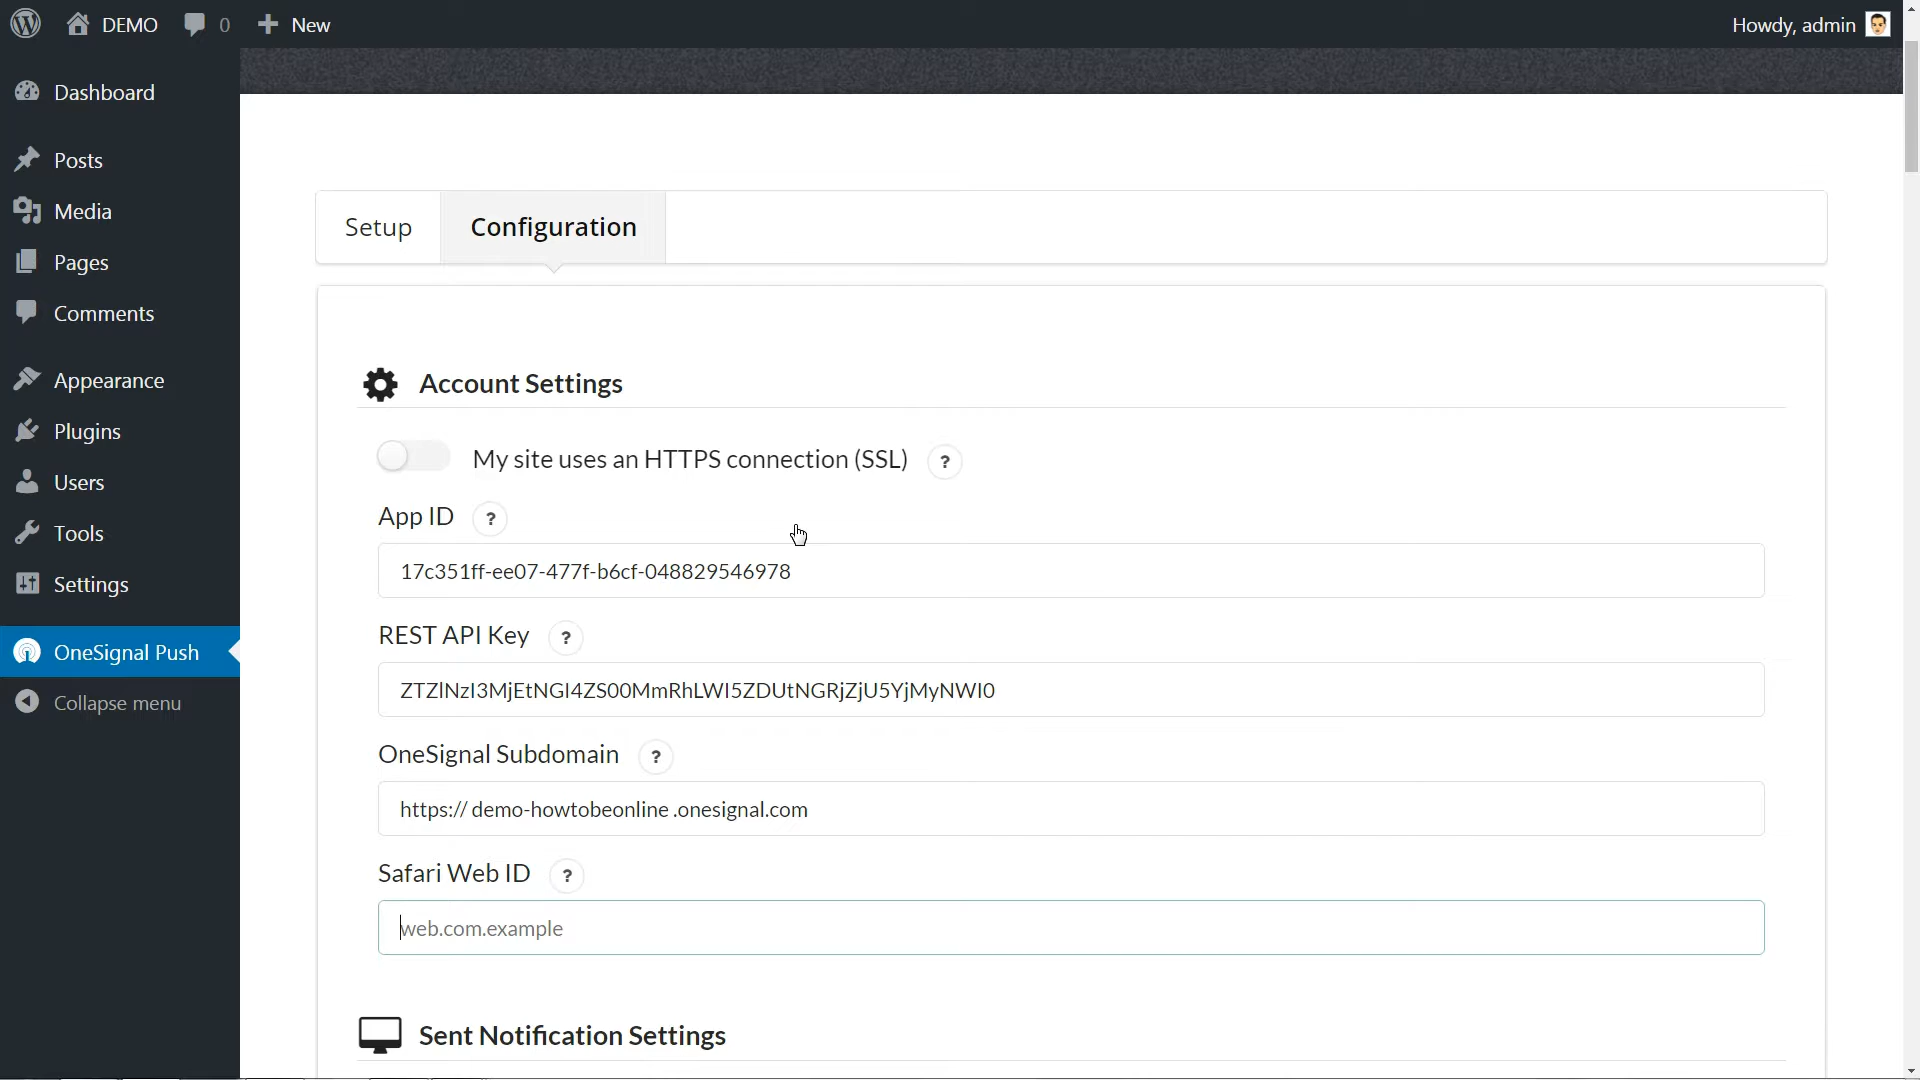 DEMO 0 New Howdy, admin
Dashboard
Posts
Media
Pages
Comments
Appearance
Plugins
Users
Tools
Settings
OneSignal Push
Collapse menu
Setup Configuration
Account Settings
My site uses an HTTPS connection (SSL) ?
App ID ?
17c351ff-ee07-477f-b6cf-048829546978
REST API Key ?
ZTZlNzI3MjEtNGI4ZS00MmRhLWI5ZDUtNGRjZjU5YjMyNWI0
OneSignal Subdomain ?
https:// demo-howtobeonline .onesignal.com
Safari Web ID ?
web.com.example
Sent Notification Settings